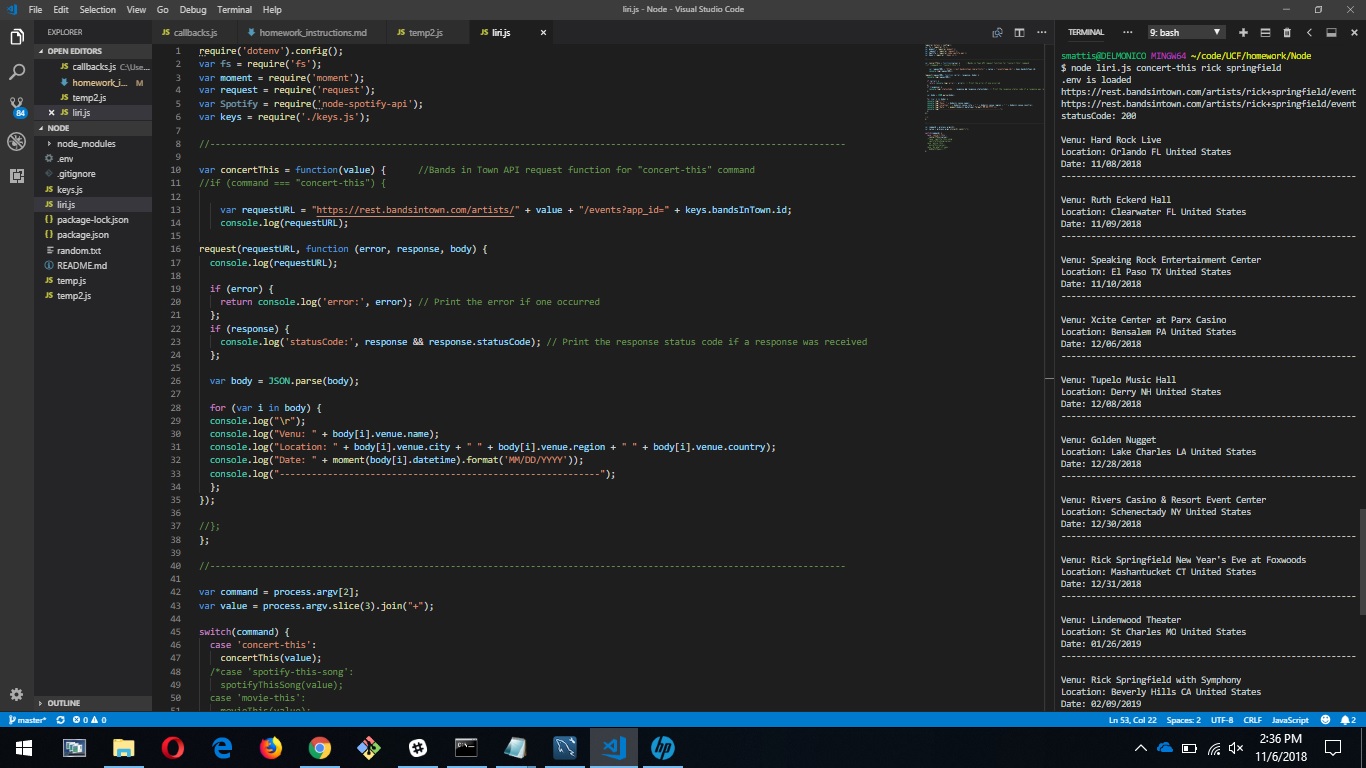 File Edit Selection View Go Debug Terminal Help
liri.js - Node - Visual Studio Code
EXPLORER
OPEN EDITORS
JS callbacks.js C:\Use...
homework_i... M
JS temp2.js
JS liri.js
84
NODE
node_modules
.env
.gitignore
JS keys.js
JS liri.js
{} package-lock.json
{} package.json
random.txt
README.md
JS temp.js
JS temp2.js
OUTLINE
JS callbacks.js
homework_instructions.md
JS temp2.js
JS liri.js
1 require('dotenv').config();
2 var fs = require('fs');
3 var moment = require('moment');
4 var request = require('request');
5 var Spotify = require('node-spotify-api');
6 var keys = require('./keys.js');
7
8 //-----------------------------------------------------------------------------------------------------------------------
9
10 var concertThis = function(value) { //Bands in Town API request function for "concert-this" command
11 //if (command === "concert-this") {
12
13 var requestURL = "https://rest.bandsintown.com/artists/" + value + "/events?app_id=" + keys.bandsInTown.id;
14 console.log(requestURL);
15
16 request(requestURL, function (error, response, body) {
17 console.log(requestURL);
18
19 if (error) {
20 return console.log('error:', error); // Print the error if one occurred
21 };
22 if (response) {
23 console.log('statusCode:', response && response.statusCode); // Print the response status code if a response was received
24 };
25
26 var body = JSON.parse(body);
27
28 for (var i in body) {
29 console.log("\r");
30 console.log("Venu: " + body[i].venue.name);
31 console.log("Location: " + body[i].venue.city + " " + body[i].venue.region + " " + body[i].venue.country);
32 console.log("Date: " + moment(body[i].datetime).format('MM/DD/YYYY'));
33 console.log("------------------------------------------------------------");
34 };
35 });
36
37 //};
38 };
39
40 //-----------------------------------------------------------------------------------------------------------------------
41
42 var command = process.argv[2];
43 var value = process.argv.slice(3).join("+");
44
45 switch(command) {
46 case 'concert-this':
47 concertThis(value);
48 /*case 'spotify-this-song':
49 spotifyThisSong(value);
50 case 'movie-this':
51 movieThis(value);
TERMINAL
9: bash
smattis@DELMONICO MINGW64 ~/code/UCF/homework/Node
$ node liri.js concert-this rick springfield
.env is loaded
https://rest.bandsintown.com/artists/rick+springfield/event
https://rest.bandsintown.com/artists/rick+springfield/event
statusCode: 200
Venu: Hard Rock Live
Location: Orlando FL United States
Date: 11/08/2018
------------------------------------------------------------
Venu: Ruth Eckerd Hall
Location: Clearwater FL United States
Date: 11/09/2018
------------------------------------------------------------
Venu: Speaking Rock Entertainment Center
Location: El Paso TX United States
Date: 11/10/2018
------------------------------------------------------------
Venu: Xcite Center at Parx Casino
Location: Bensalem PA United States
Date: 12/06/2018
------------------------------------------------------------
Venu: Tupelo Music Hall
Location: Derry NH United States
Date: 12/08/2018
------------------------------------------------------------
Venu: Golden Nugget
Location: Lake Charles LA United States
Date: 12/28/2018
------------------------------------------------------------
Venu: Rivers Casino & Resort Event Center
Location: Schenectady NY United States
Date: 12/30/2018
------------------------------------------------------------
Venu: Rick Springfield New Year's Eve at Foxwoods
Location: Mashantucket CT United States
Date: 12/31/2018
------------------------------------------------------------
Venu: Lindenwood Theater
Location: St Charles MO United States
Date: 01/26/2019
------------------------------------------------------------
Venu: Rick Springfield with Symphony
Location: Beverly Hills CA United States
Date: 02/09/2019
master* 0 0
Ln 53, Col 22 Spaces: 2 UTF-8 CRLF JavaScript 2
hp
2:36 PM
11/6/2018